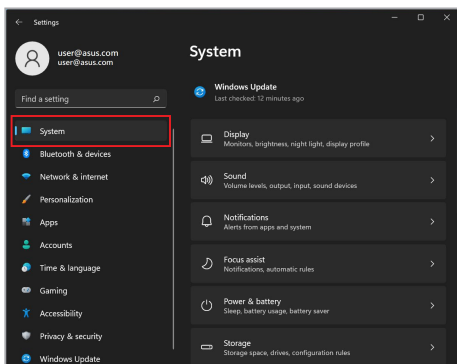 Settings
user@asus.com
user@asus.com
Find a setting
System
Bluetooth & devices
Network & internet
Personalization
Apps
Accounts
Time & language
Gaming
Accessibility
Privacy & security
Windows Update
System
Windows Update
Last checked: 12 minutes ago
Display
Monitors, brightness, night light, display profile
Sound
Volume levels, output, input, sound devices
Notifications
Alerts from apps and system
Focus assist
Notifications, automatic rules
Power & battery
Sleep, battery usage, battery saver
Storage
Storage space, drives, configuration rules